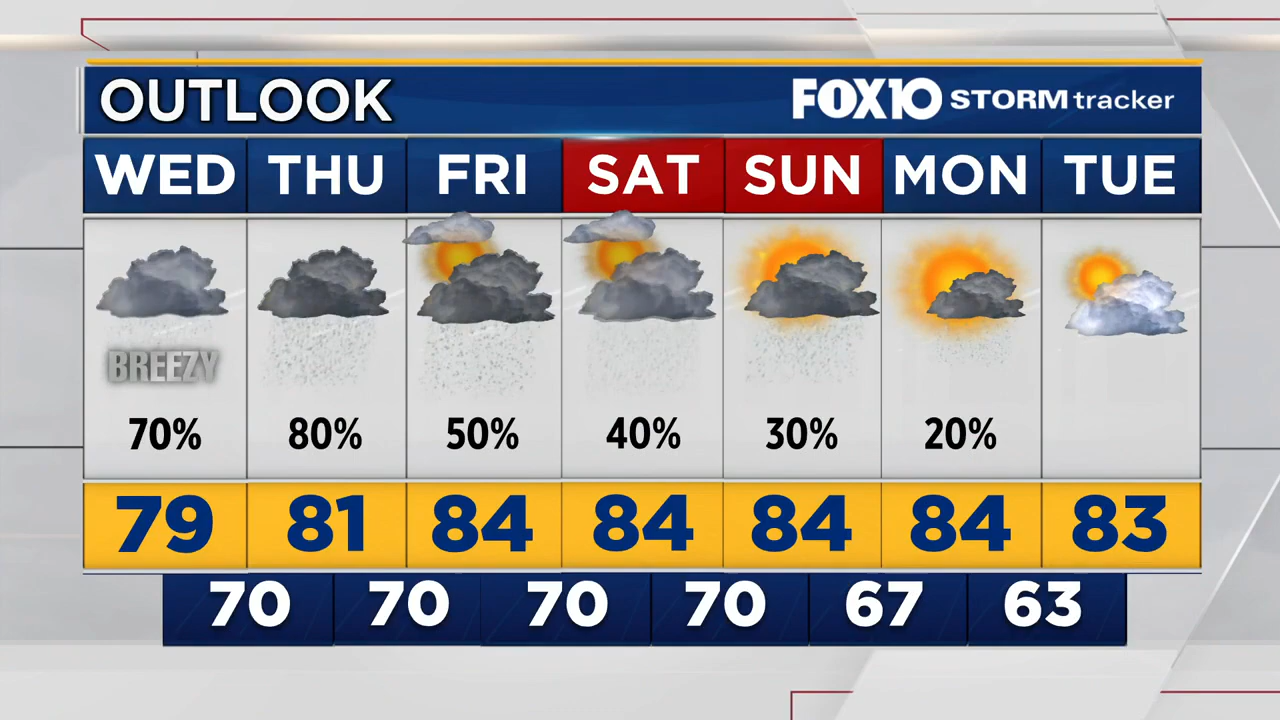 OUTLOOK
FOX10 STORM tracker
WED THU FRI SAT SUN MON TUE
BREEZY
70% 80% 50% 40% 30% 20%
79 81 84 84 84 84 83
70 70 70 70 67 63